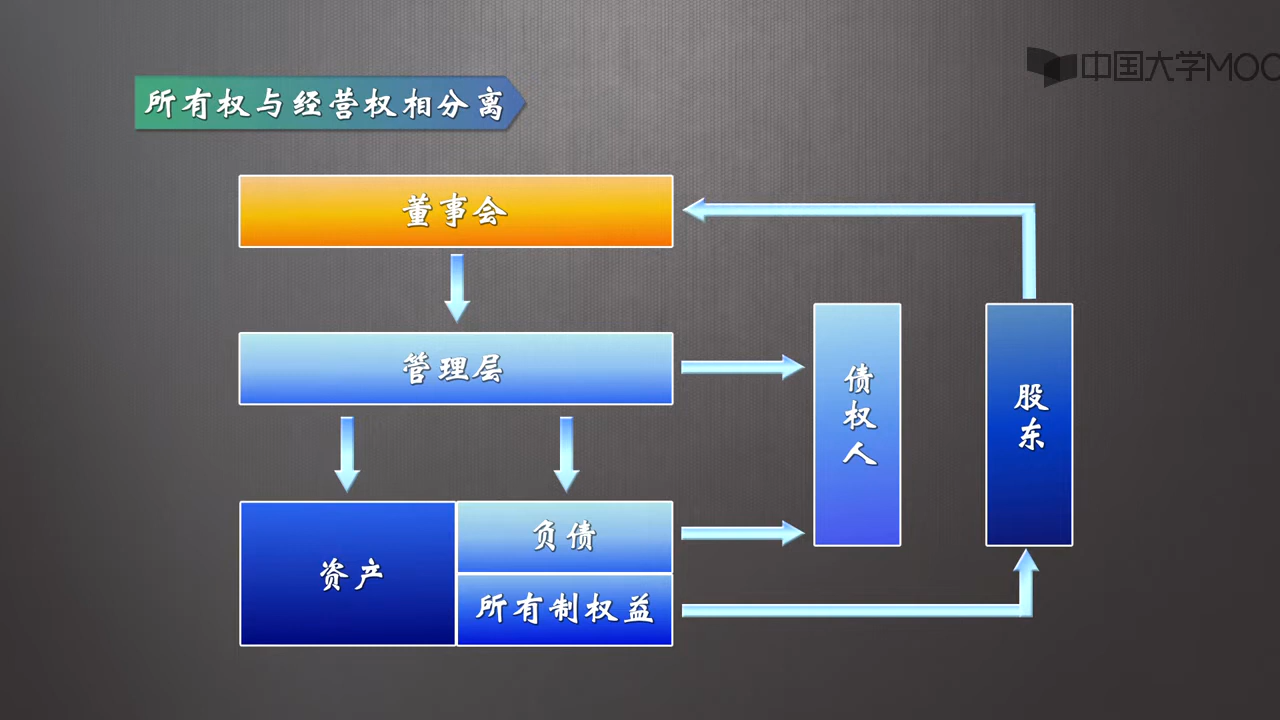 中国大学MOO
所有权与经营权相分离
董事会
管理层
债权人
股东
资产
负债
所有制权益